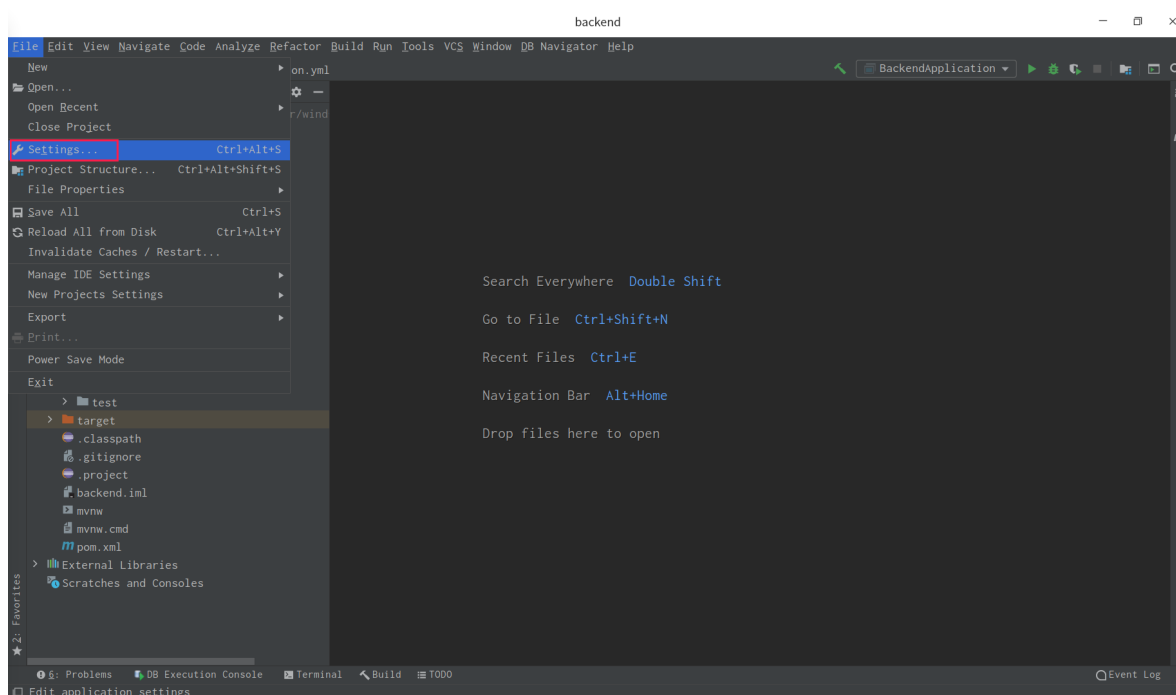 backend
File Edit View Navigate Code Analyze Refactor Build Run Tools VCS Window DB Navigator Help
New
on.yml
BackendApplication
Open...
Open Recent
r/wind
Close Project
Settings... Ctrl+Alt+S
Project Structure... Ctrl+Alt+Shift+S
File Properties
Save All Ctrl+S
Reload All from Disk Ctrl+Alt+Y
Invalidate Caches / Restart...
Manage IDE Settings
New Projects Settings
Export
Print...
Power Save Mode
Exit
Search Everywhere Double Shift
Go to File Ctrl+Shift+N
Recent Files Ctrl+E
Navigation Bar Alt+Home
Drop files here to open
test
target
.classpath
.gitignore
.project
backend.iml
mvnw
mvnw.cmd
pom.xml
External Libraries
Scratches and Consoles
2: Favorites
6: Problems DB Execution Console Terminal Build TODO Event Log
Edit application settings